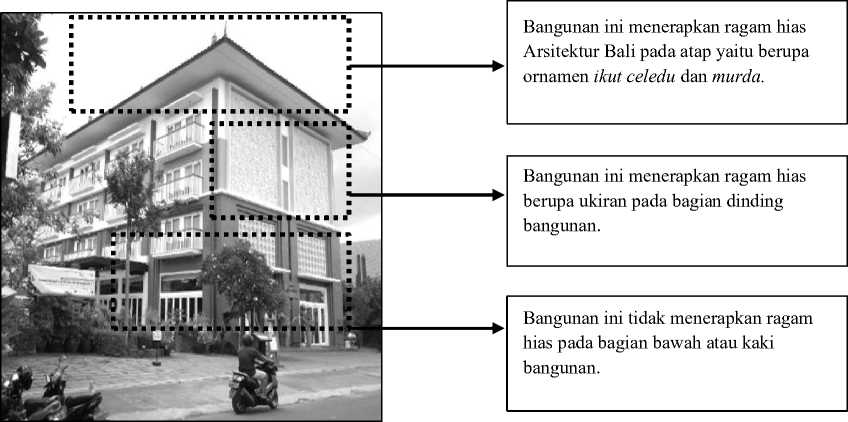 Bangunan ini menerapkan ragam hias
Arsitektur Bali pada atap yaitu berupa
ornamen ikut celedu dan murda.
Bangunan ini menerapkan ragam hias
berupa ukiran pada bagian dinding
bangunan.
Bangunan ini tidak menerapkan ragam
hias pada bagian bawah atau kaki
bangunan.